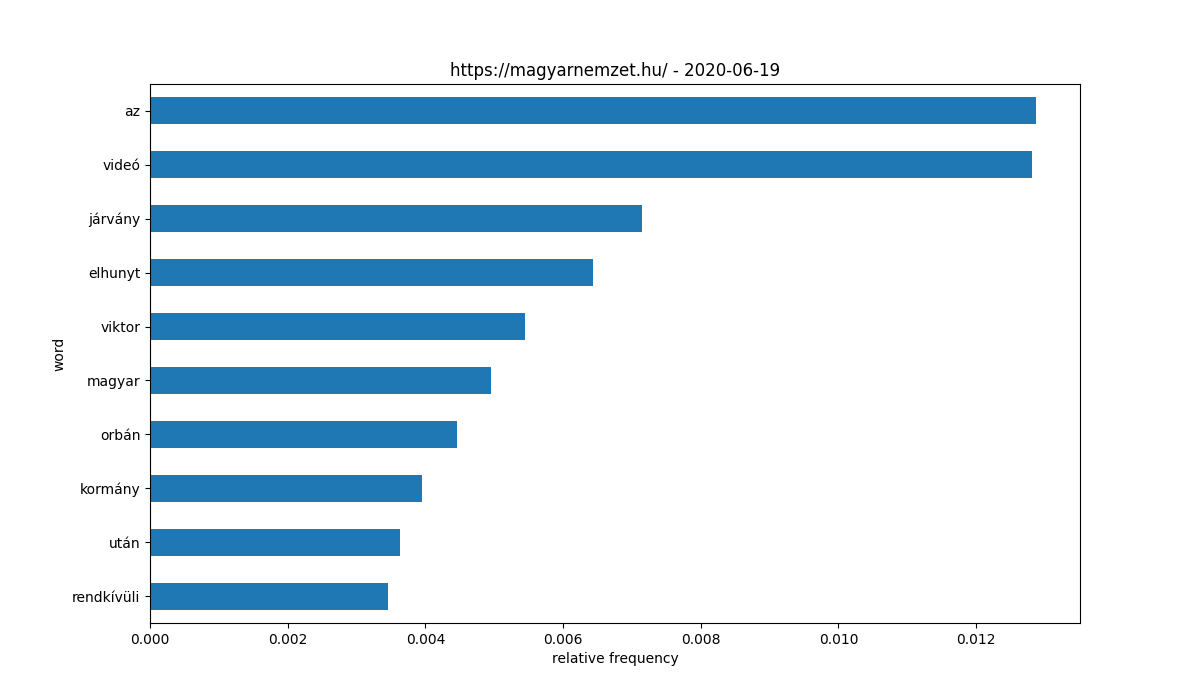 https://magyarnemzet.hu/ - 2020-06-19
az
videó
járvány
elhunyt
viktor
magyar
orbán
kormány
után
rendkívüli
word
0.000 0.002 0.004 0.006 0.008 0.010 0.012
relative frequency